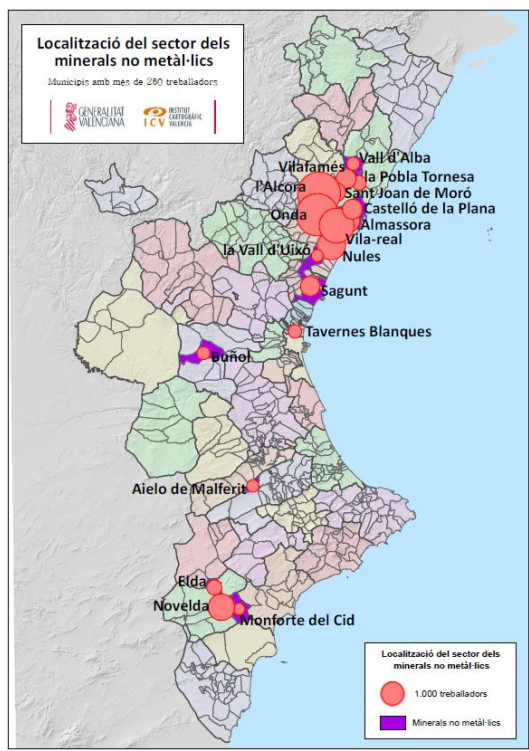 Localització del sector dels
minerals no metàl·lics
Municipis amb més de 250 treballadors
GENERALITAT
VALENCIANA
INSTITUT
CARTOGRÀFIC
VALENCIÀ
ICV
Vall d'Alba
Vilafamés
la Pobla Tornesa
l'Alcora
Sant Joan de Moró
Castelló de la Plana
Onda
Almassora
Vila-real
la Vall d'Uixó
Nules
Sagunt
Tavernes Blanques
Buñol
Aielo de Malferit
Elda
Novelda
Monforte del Cid
Localització del sector dels
minerals no metàl·lics
1.000 treballadors
Minerals no metàl·lics